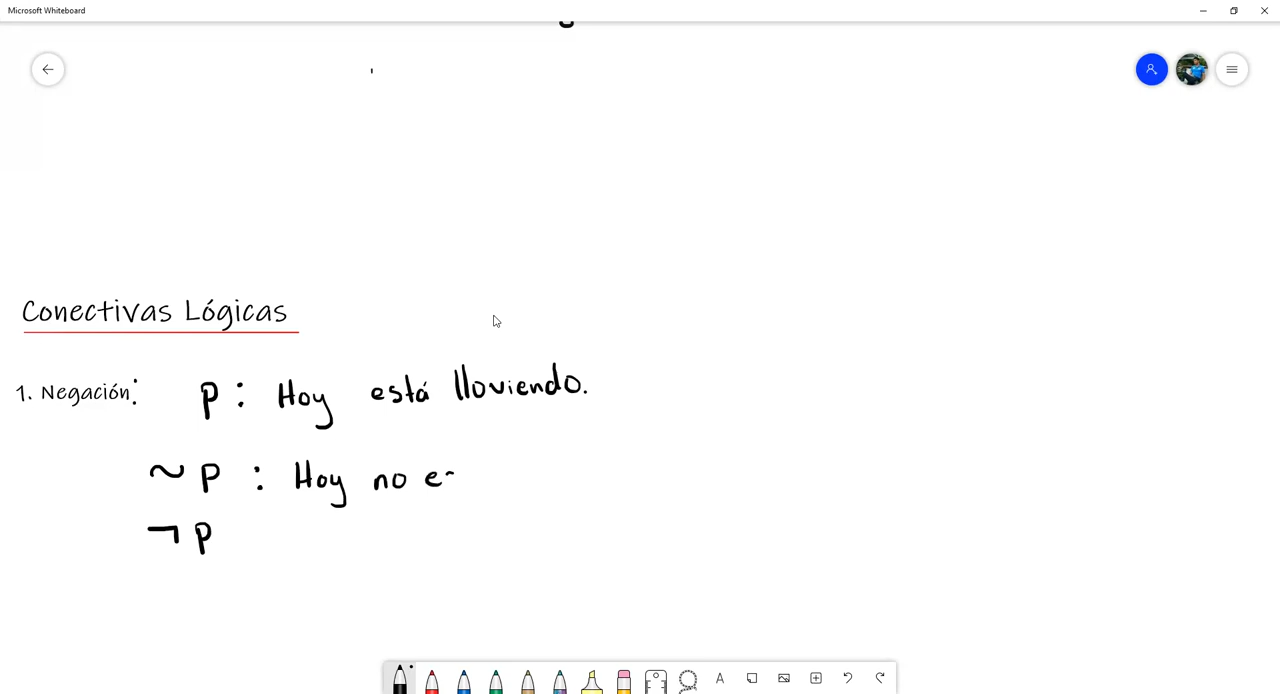 Microsoft Whiteboard
Conectivas Lógicas
1. Negación: p : Hoy está lloviendo.
~ p : Hoy no e
¬ p
A